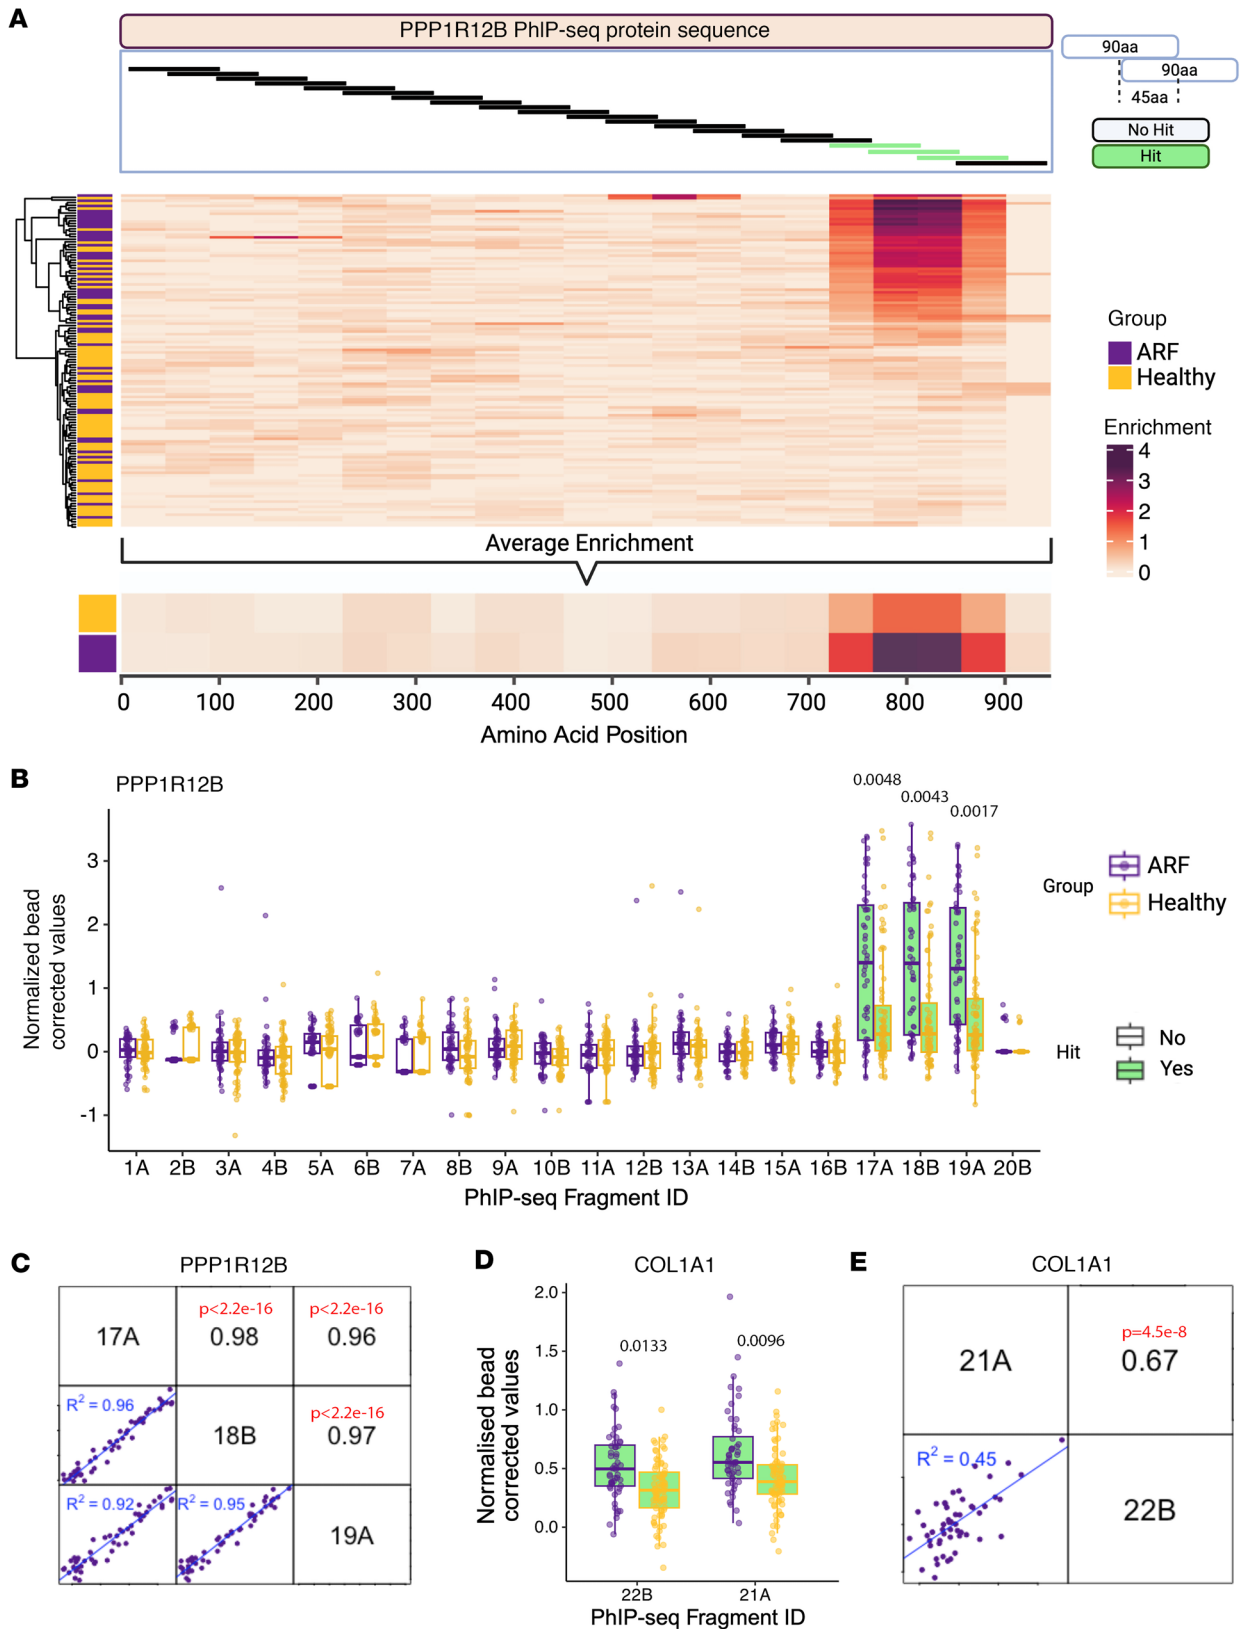 A
PPP1R12B PhIP-seq protein sequence
90aa
90aa
45aa
No Hit
Hit
Group
ARF
Healthy
Enrichment
4
3
2
1
0
Average Enrichment
0 100 200 300 400 500 600 700 800 900
Amino Acid Position
B
PPP1R12B
0.0048
0.0043
0.0017
Normalized bead
corrected values
3
2
1
0
-1
1A 2B 3A 4B 5A 6B 7A 8B 9A 10B 11A 12B 13A 14B 15A 16B 17A 18B 19A 20B
PhIP-seq Fragment ID
Group
ARF
Healthy
Hit
No
Yes
C
PPP1R12B
17A
p<2.2e-16
0.98
p<2.2e-16
0.96
R² = 0.96
18B
p<2.2e-16
0.97
R² = 0.92
R² = 0.95
19A
D
COL1A1
Normalised bead
corrected values
2.0
1.5
1.0
0.5
0.0
0.0133
0.0096
22B 21A
PhIP-seq Fragment ID
E
COL1A1
21A
p=4.5e-8
0.67
R² = 0.45
22B